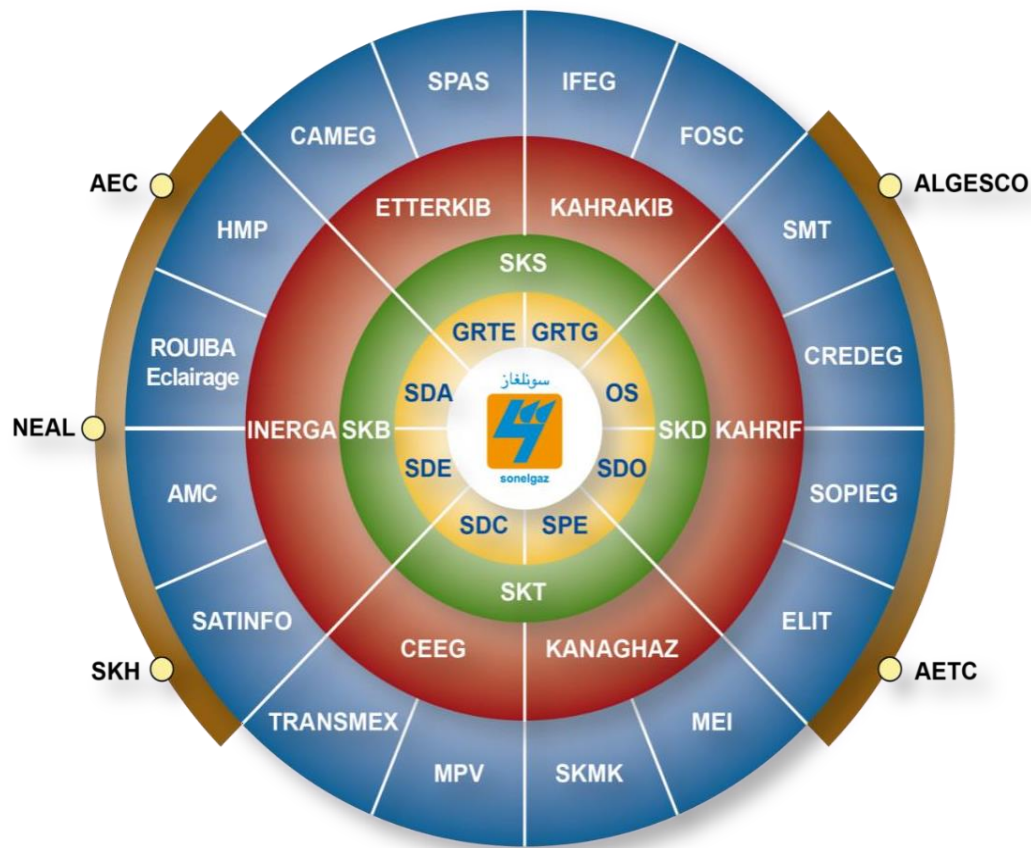 SPAS
IFEG
CAMEG
FOSC
AEC
ALGESCO
ETTERKIB
KAHRAKIB
HMP
SMT
SKS
GRTE
GRTG
ROUIBA
Eclairage
CREDEG
سونلغاز
SDA
OS
NEAL
INERGA
SKB
SKD
KAHRIF
SDE
SDO
sonelgaz
AMC
SOPIEG
SDC
SPE
SKT
SATINFO
ELIT
CEEG
KANAGHAZ
SKH
AETC
TRANSMEX
MEI
MPV
SKMK